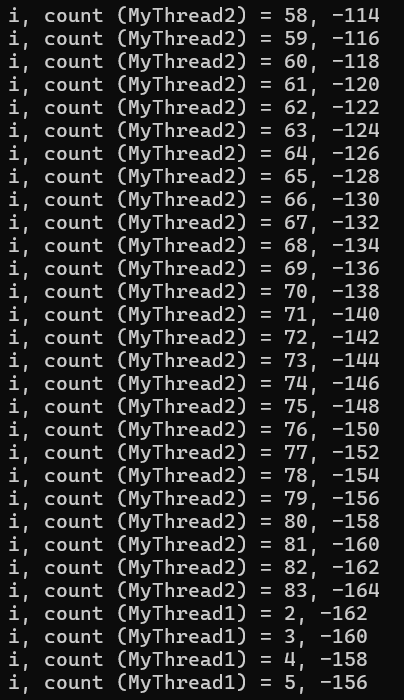 i, count (MyThread2) = 58, -114
i, count (MyThread2) = 59, -116
i, count (MyThread2) = 60, -118
i, count (MyThread2) = 61, -120
i, count (MyThread2) = 62, -122
i, count (MyThread2) = 63, -124
i, count (MyThread2) = 64, -126
i, count (MyThread2) = 65, -128
i, count (MyThread2) = 66, -130
i, count (MyThread2) = 67, -132
i, count (MyThread2) = 68, -134
i, count (MyThread2) = 69, -136
i, count (MyThread2) = 70, -138
i, count (MyThread2) = 71, -140
i, count (MyThread2) = 72, -142
i, count (MyThread2) = 73, -144
i, count (MyThread2) = 74, -146
i, count (MyThread2) = 75, -148
i, count (MyThread2) = 76, -150
i, count (MyThread2) = 77, -152
i, count (MyThread2) = 78, -154
i, count (MyThread2) = 79, -156
i, count (MyThread2) = 80, -158
i, count (MyThread2) = 81, -160
i, count (MyThread2) = 82, -162
i, count (MyThread2) = 83, -164
i, count (MyThread1) = 2, -162
i, count (MyThread1) = 3, -160
i, count (MyThread1) = 4, -158
i, count (MyThread1) = 5, -156